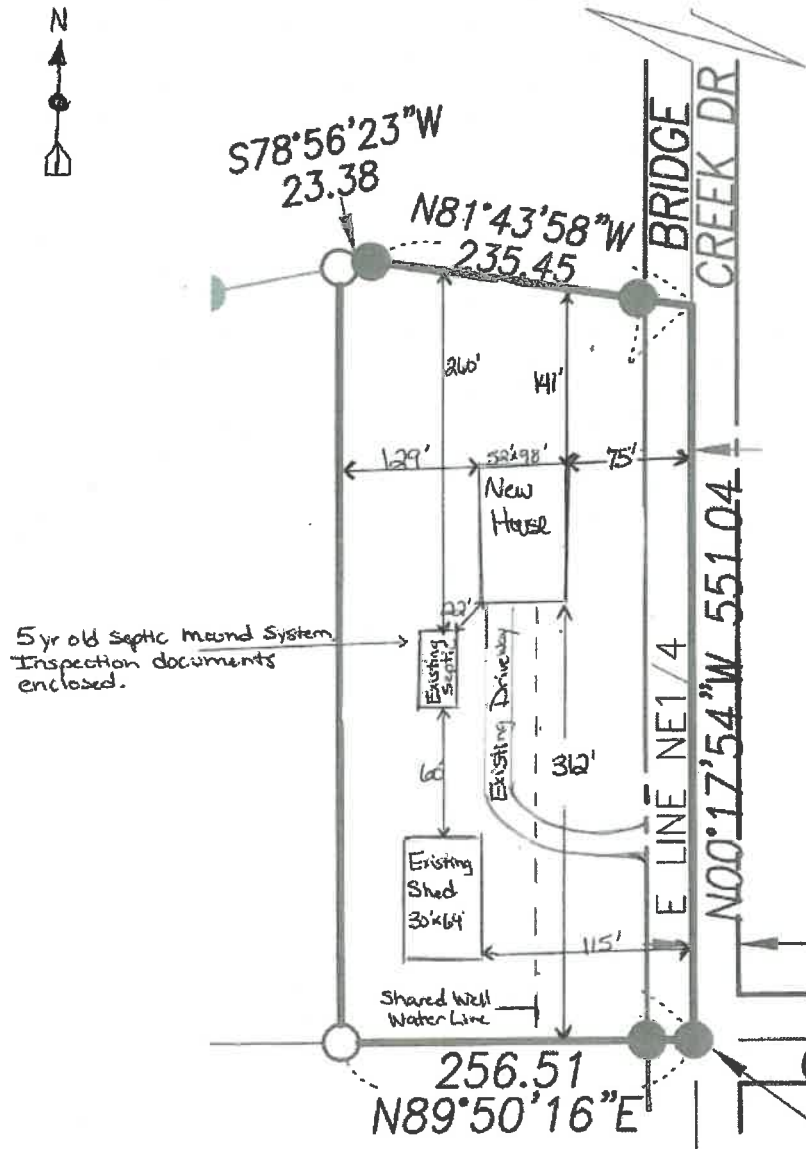 N
S78°56'23"W
23.38
N81°43'58"W
235.45
BRIDGE
CREEK DR
260'
141'
129'
52'x98'
75'
New
House
22'
5 yr old septic mound system
Inspection documents
enclosed.
Existing
Septic
Existing Driveway
60'
312'
Existing
Shed
30'x64'
115'
E LINE NE1/4
N00°17'54"W 551.04
Shared Well
Water Line
256.51
N89°50'16"E